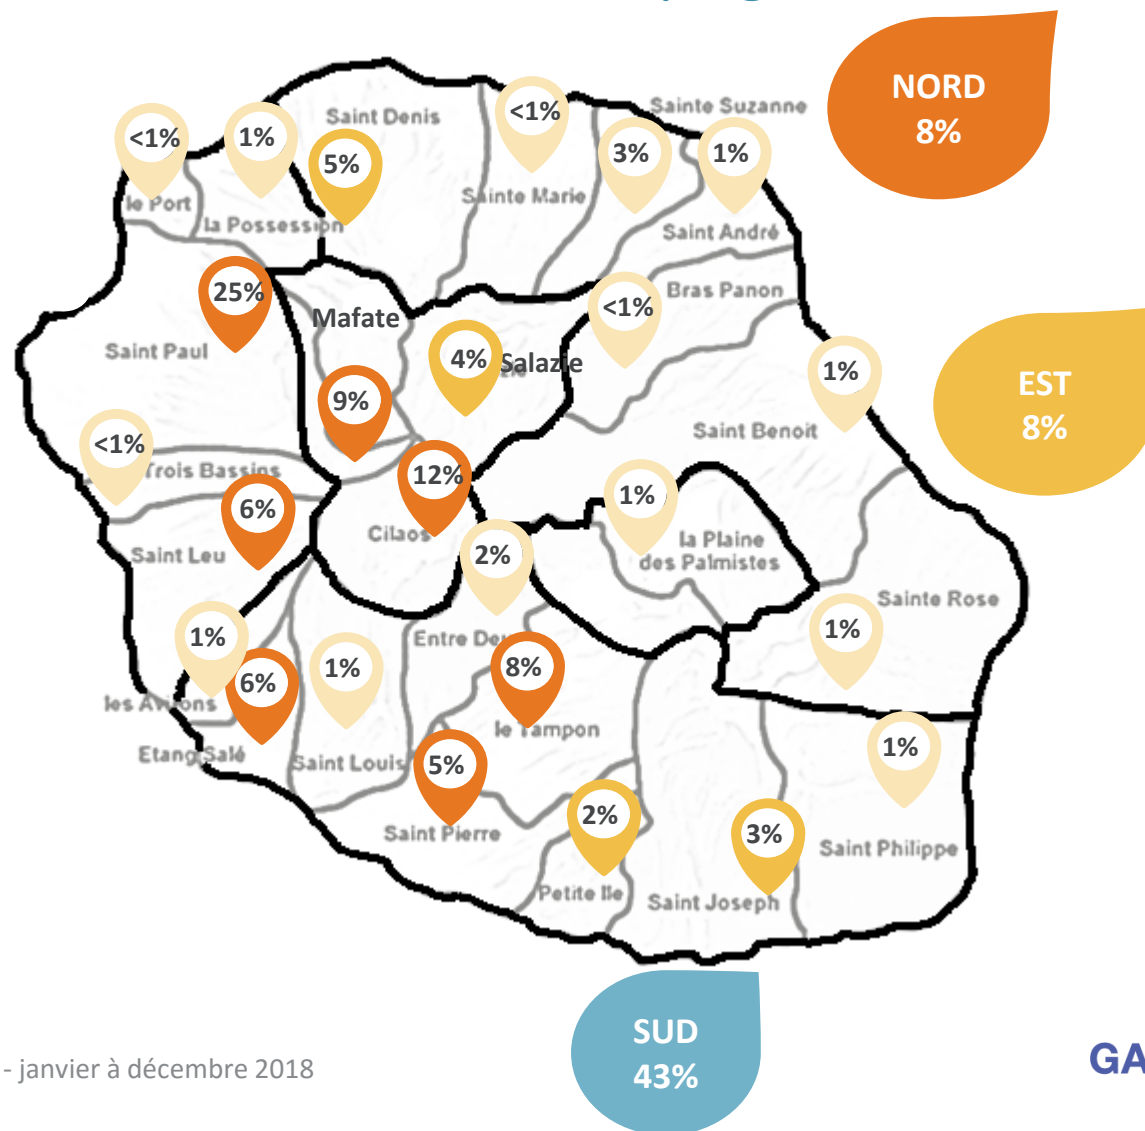 NORD
8%
<1%
Sainte Suzanne
Saint Denis
<1%
1%
3%
1%
5%
Sainte Marie
le Port
la Possession
Saint André
25%
Bras Panon
<1%
Mafate
Saint Paul
4%
Salazie
1%
EST
8%
9%
Saint Benoit
<1%
Trois Bassins
12%
1%
6%
Cilaos
la Plaine
des Palmistes
Saint Leu
2%
Sainte Rose
1%
Entre
1%
1%
8%
6%
les Avirons
le Tampon
Etang Salé
Saint Louis
5%
1%
2%
3%
Saint Pierre
Saint Philippe
Petite Ile
Saint Joseph
SUD
43%
- janvier à décembre 2018
GA